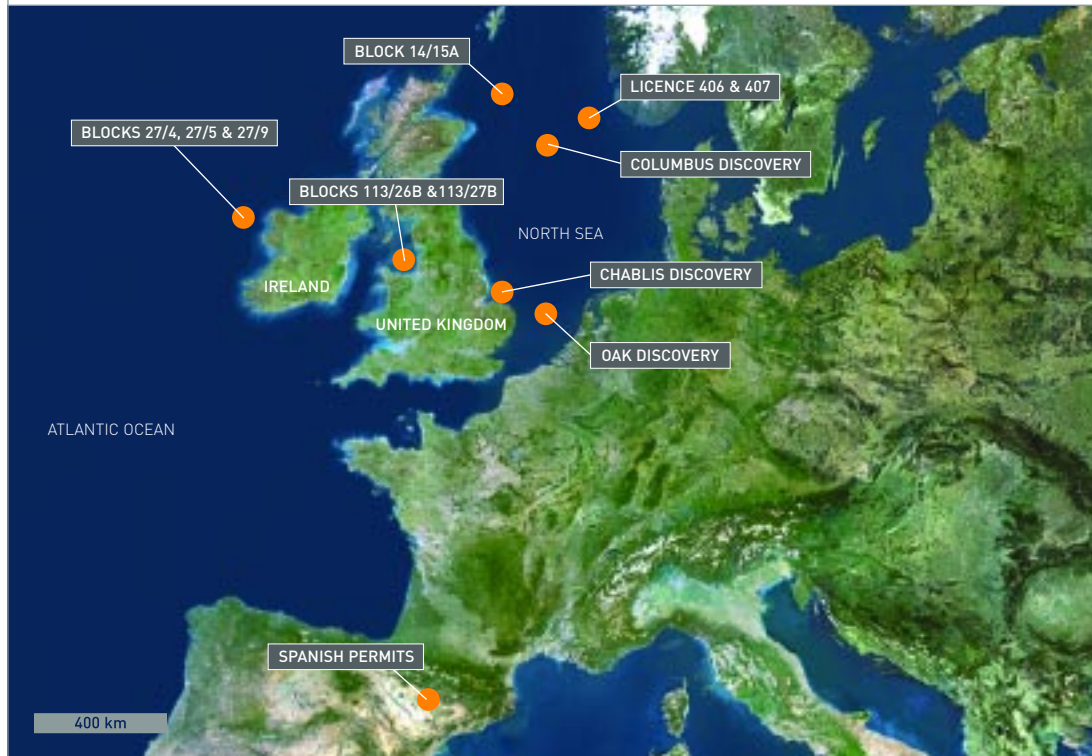 BLOCK 14/15A
LICENCE 406 & 407
BLOCKS 27/4, 27/5 & 27/9
COLUMBUS DISCOVERY
BLOCKS 113/26B &113/27B
NORTH SEA
CHABLIS DISCOVERY
IRELAND
UNITED KINGDOM
OAK DISCOVERY
ATLANTIC OCEAN
SPANISH PERMITS
400 km